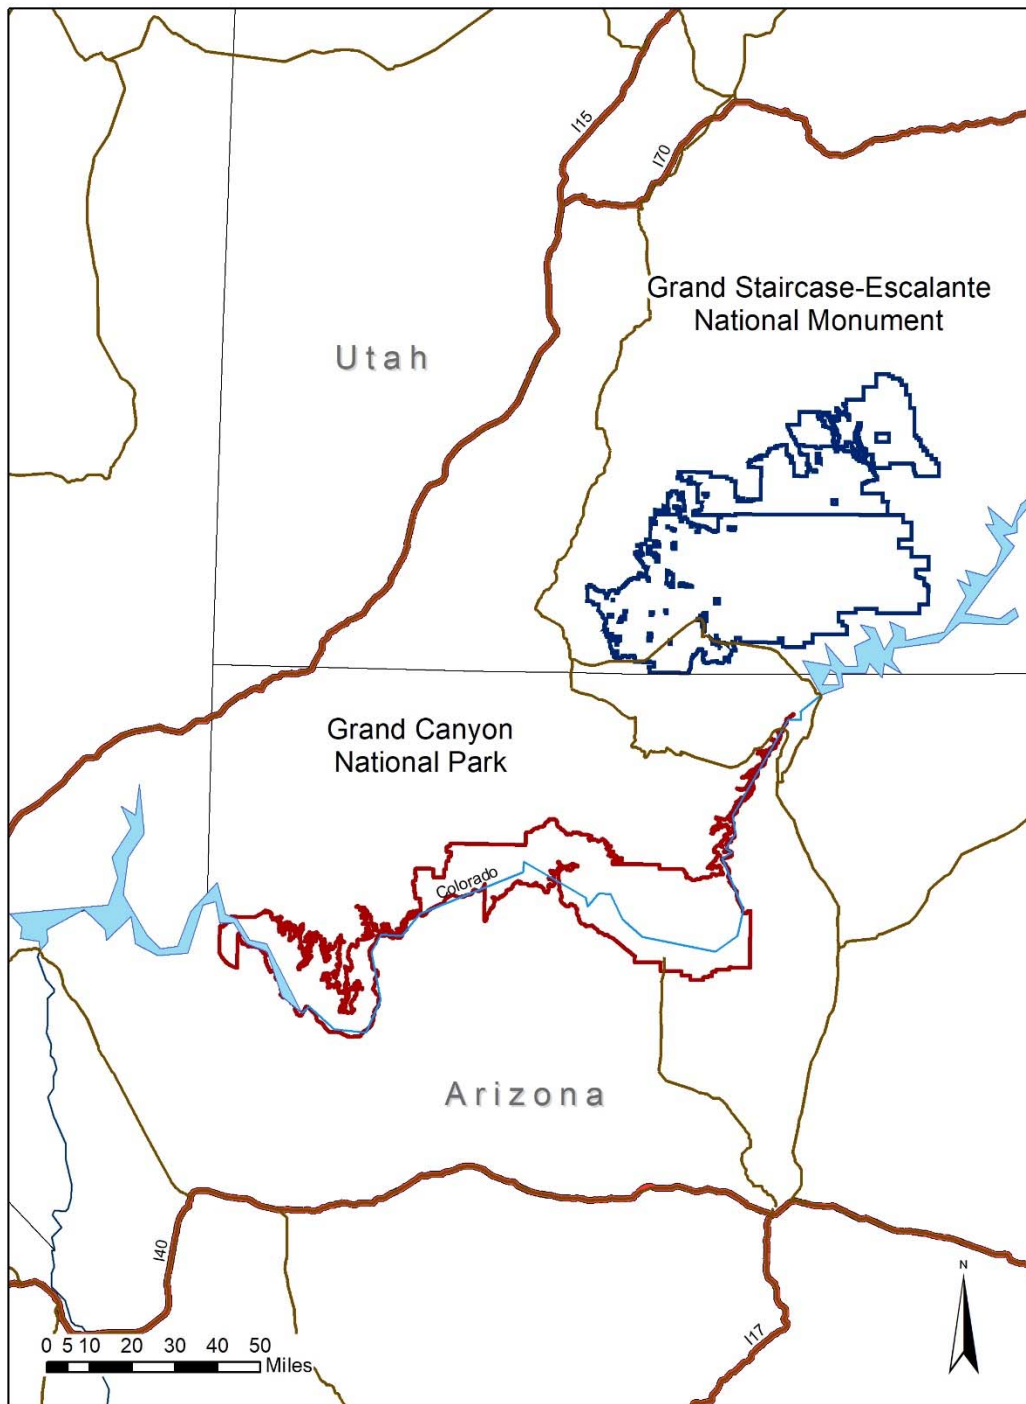 I15
I70
Grand Staircase-Escalante
National Monument
Utah
Grand Canyon
National Park
Colorado
Arizona
I40
N
I17
0 5 10 20 30 40 50
Miles